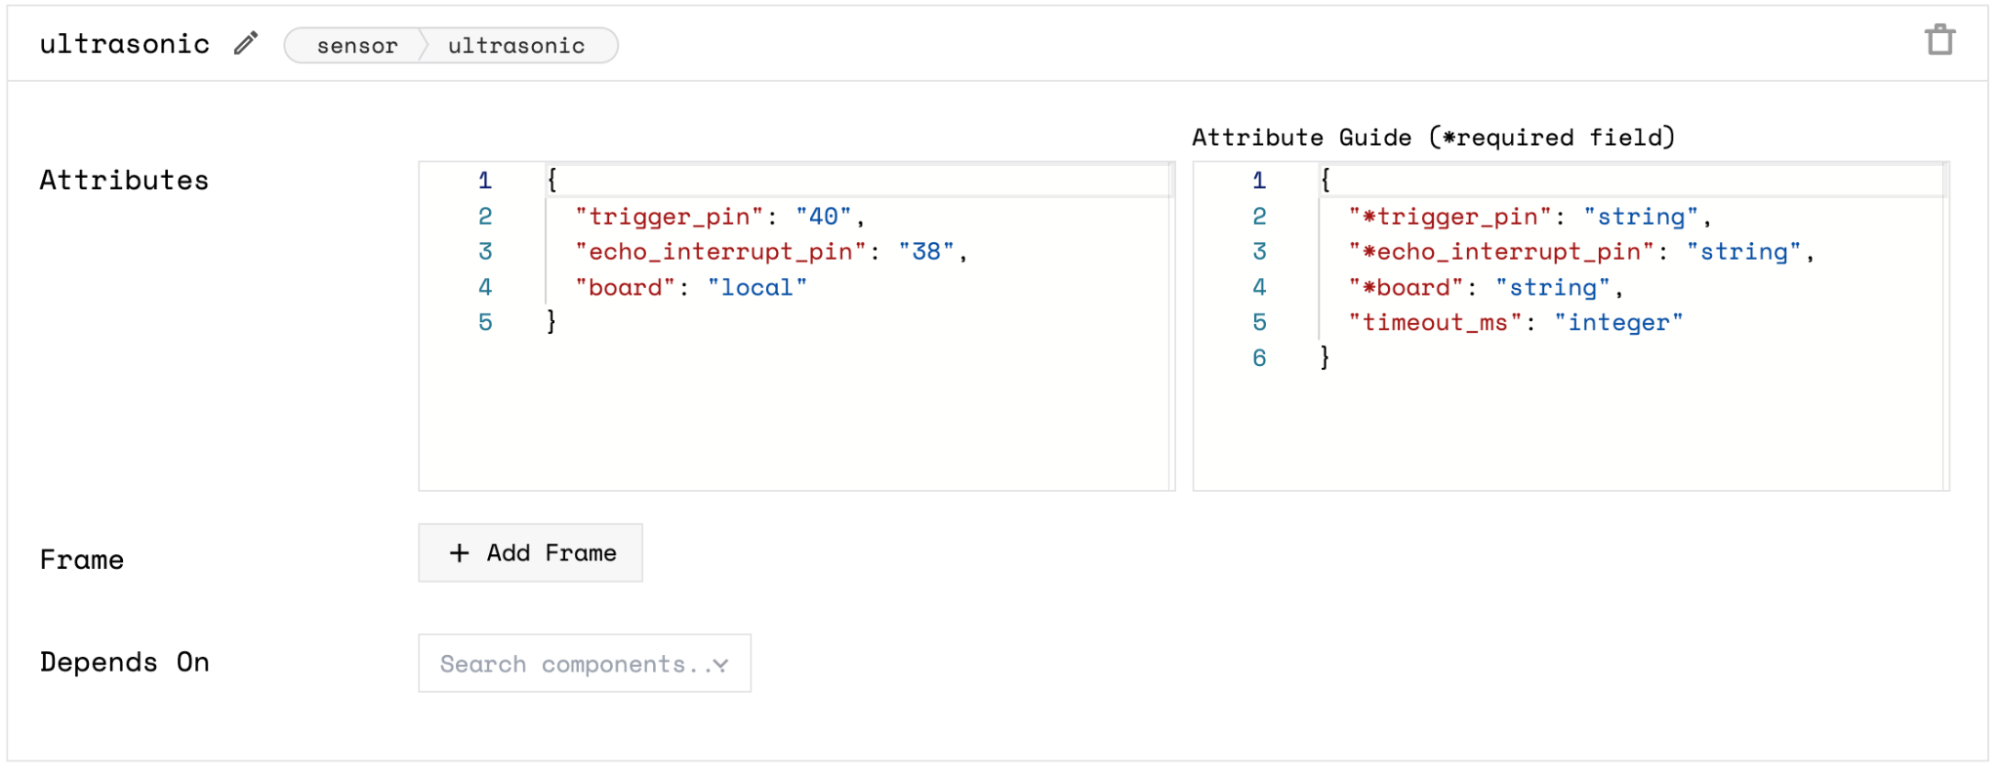 ultrasonic sensor ultrasonic
Attribute Guide (*required field)
Attributes
1 {
2 "trigger_pin": "40",
3 "echo_interrupt_pin": "38",
4 "board": "local"
5 }
1 {
2 "*trigger_pin": "string",
3 "*echo_interrupt_pin": "string",
4 "*board": "string",
5 "timeout_ms": "integer"
6 }
Frame
+ Add Frame
Depends On
Search components...